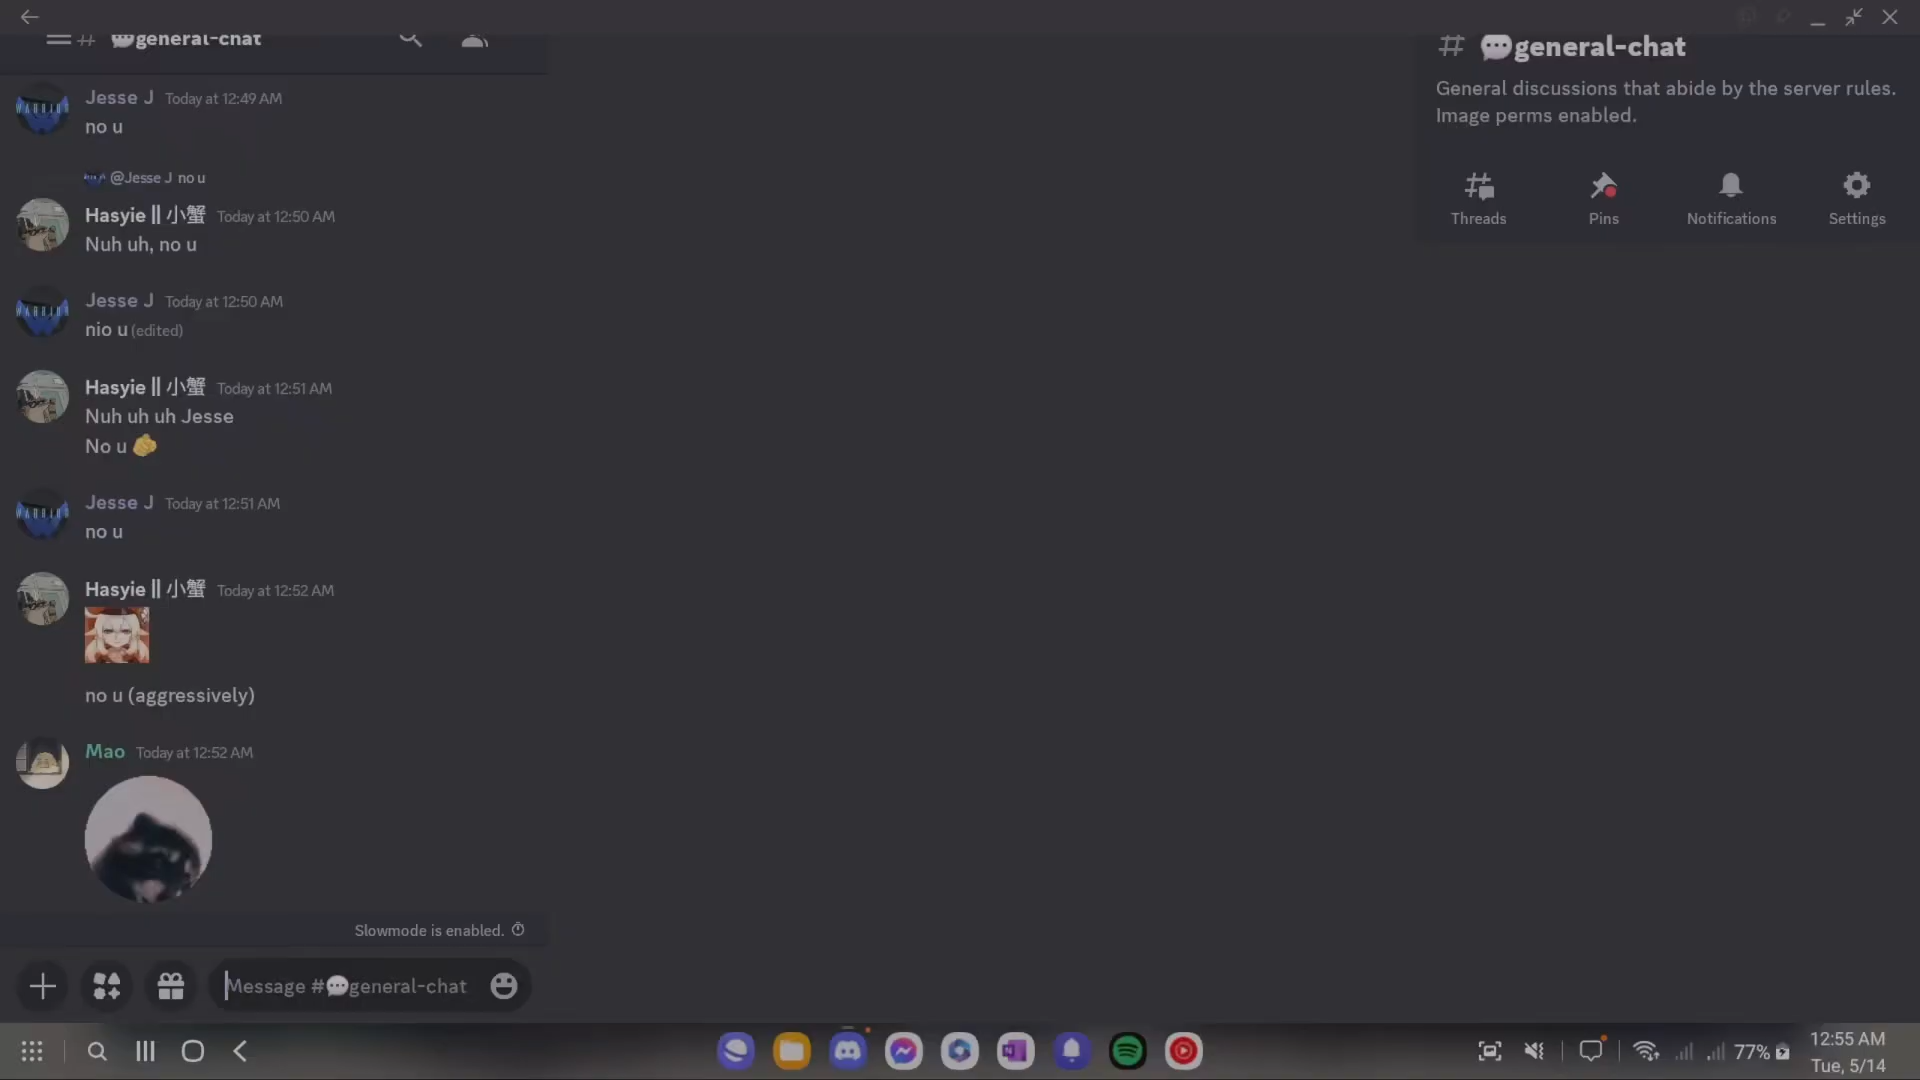 # 💬general-chat
Jesse J Today at 12:49 AM
no u
@Jesse J no u
Hasyie || 小蟹 Today at 12:50 AM
Nuh uh, no u
Jesse J Today at 12:50 AM
nio u (edited)
Hasyie || 小蟹 Today at 12:51 AM
Nuh uh uh Jesse
No u 🫵
Jesse J Today at 12:51 AM
no u
Hasyie || 小蟹 Today at 12:52 AM
no u (aggressively)
Mao Today at 12:52 AM
Slowmode is enabled.
Message #💬general-chat
# 💬general-chat
General discussions that abide by the server rules.
Image perms enabled.
Threads Pins Notifications Settings
77%
12:55 AM
Tue, 5/14